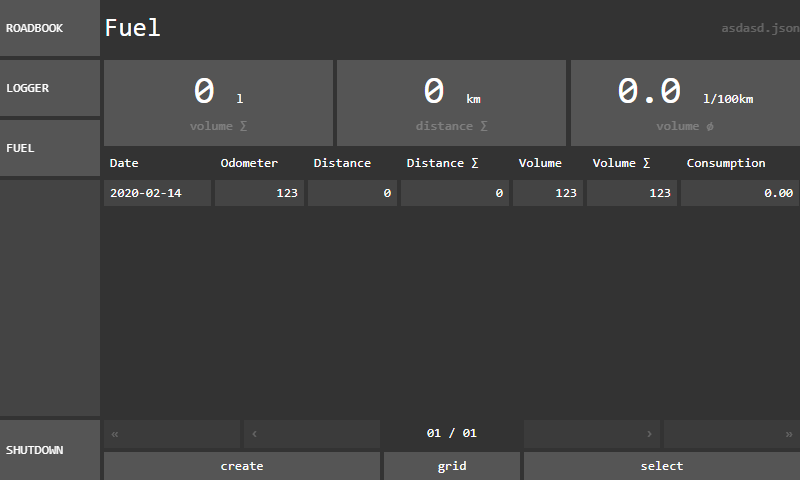 ROADBOOK
LOGGER
FUEL
SHUTDOWN
Fuel
asdasd.json
0 l
volume ∑
0 km
distance ∑
0.0 l/100km
volume ø
Date Odometer Distance Distance ∑ Volume Volume ∑ Consumption
2020-02-14 123 0 0 123 123 0.00
« ‹ 01 / 01 › »
create grid select